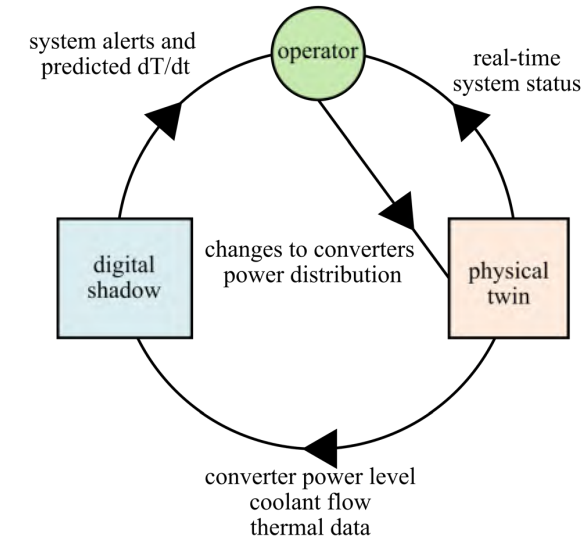 system alerts and
predicted dT/dt
operator
real-time
system status
digital
shadow
changes to converters
power distribution
physical
twin
converter power level
coolant flow
thermal data